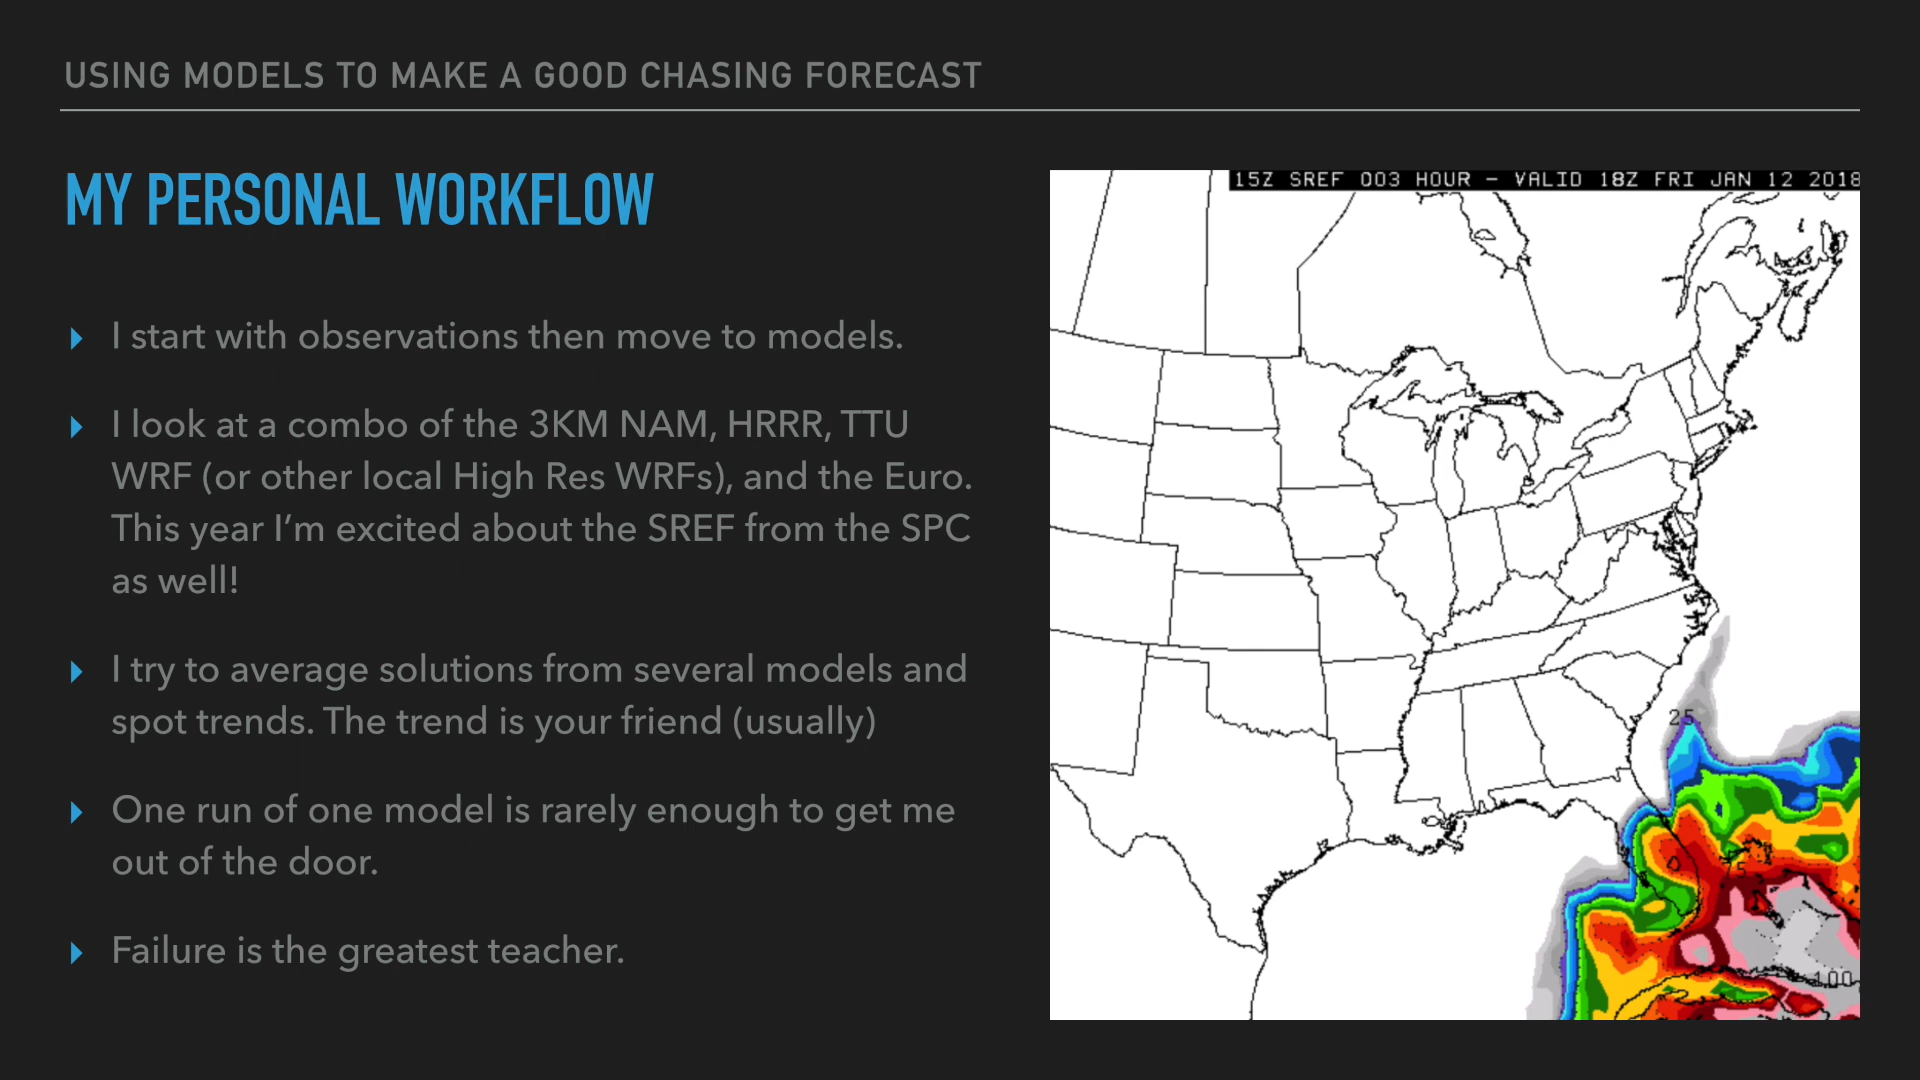 USING MODELS TO MAKE A GOOD CHASING FORECAST
MY PERSONAL WORKFLOW
I start with observations then move to models.
I look at a combo of the 3KM NAM, HRRR, TTU
WRF (or other local High Res WRFs), and the Euro.
This year I’m excited about the SREF from the SPC
as well!
I try to average solutions from several models and
spot trends. The trend is your friend (usually)
One run of one model is rarely enough to get me
out of the door.
Failure is the greatest teacher.
15Z SREF 003 HOUR – VALID 18Z FRI JAN 12 2018
25
100